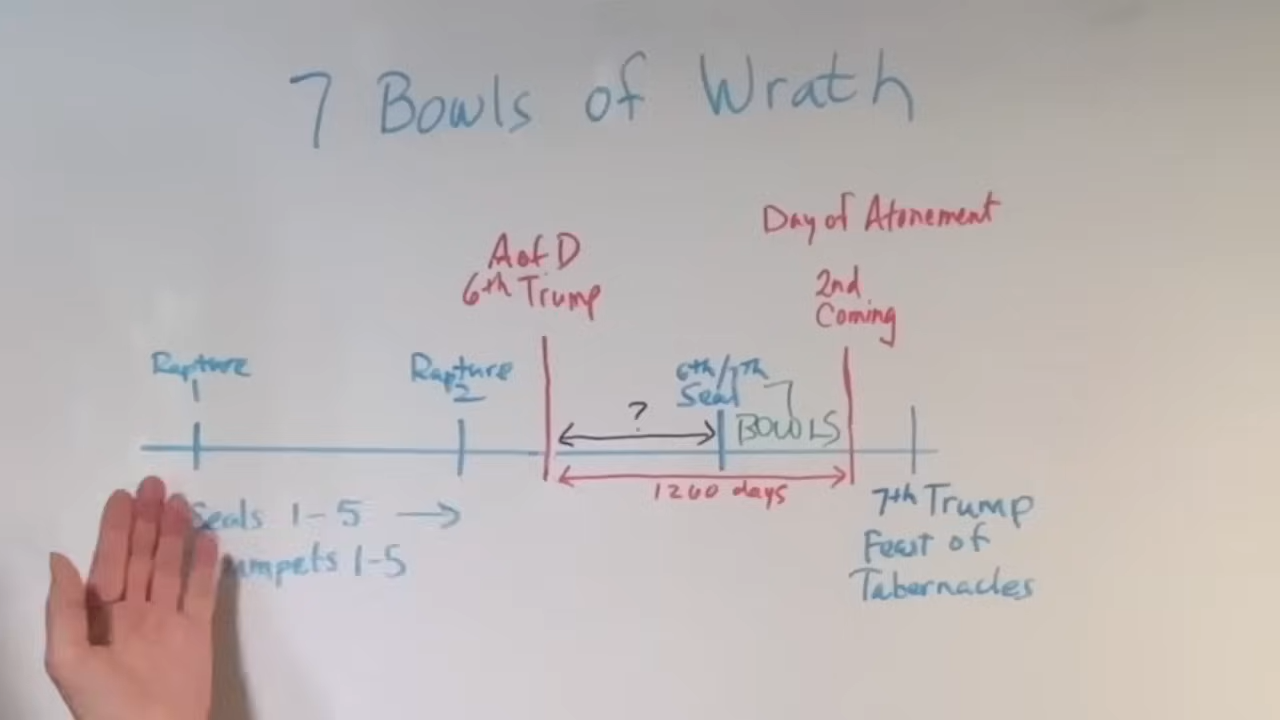 7 Bowls of Wrath
Day of Atonement
A of D
6th Trump
2nd
Coming
Rapture
1
Rapture
2
6th/7th
Seal
?
7
BOWLS
1260 days
Seals 1-5 →
umpets 1-5
7th Trump
Feast of
Tabernacles